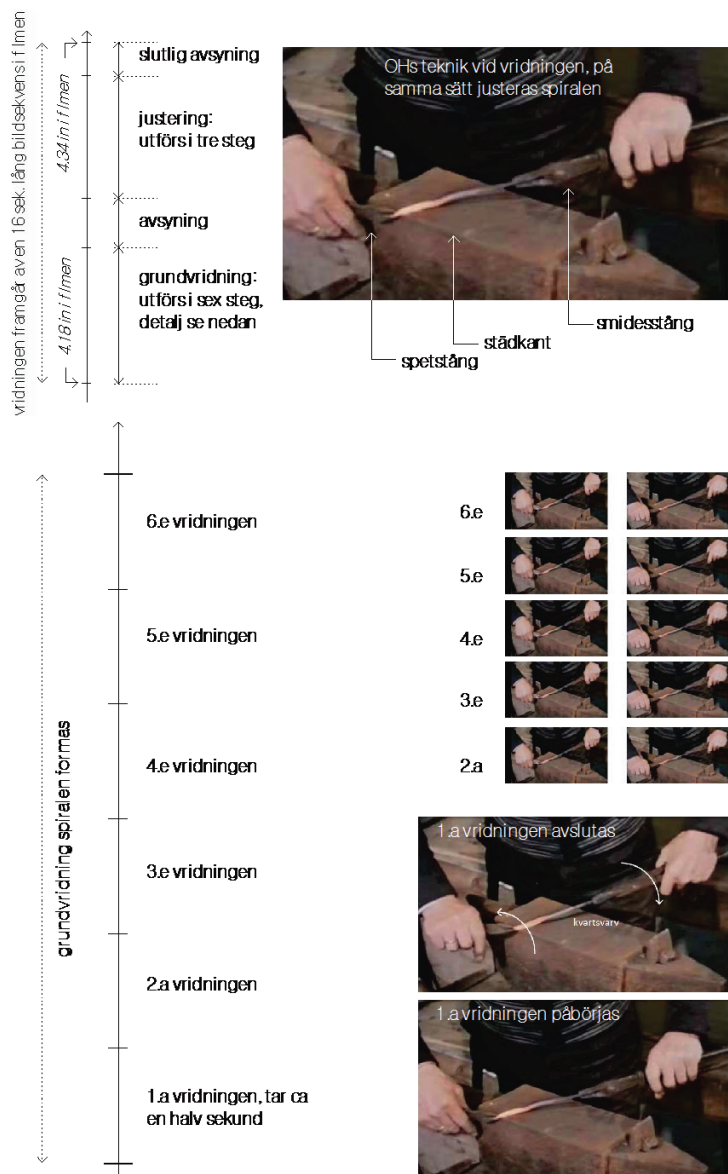 vridningen framgår av en 16 sek. lång bildsekvens i filmen
4.34 in i filmen
4.18 in i filmen
slutlig avsyning
justering:
utförs i tre steg
avsyning
grundvridning:
utförs i sex steg,
detalj se nedan
OHs teknik vid vridningen, på
samma sätt justeras spiralen
smidesstång
städkant
spetstång
grundvridning spiralen formas
6.e vridningen
5.e vridningen
4.e vridningen
3.e vridningen
2.a vridningen
1.a vridningen, tar ca
en halv sekund
6.e
5.e
4.e
3.e
2.a
1.a vridningen avslutas
kvartsvarv
1.a vridningen påbörjas